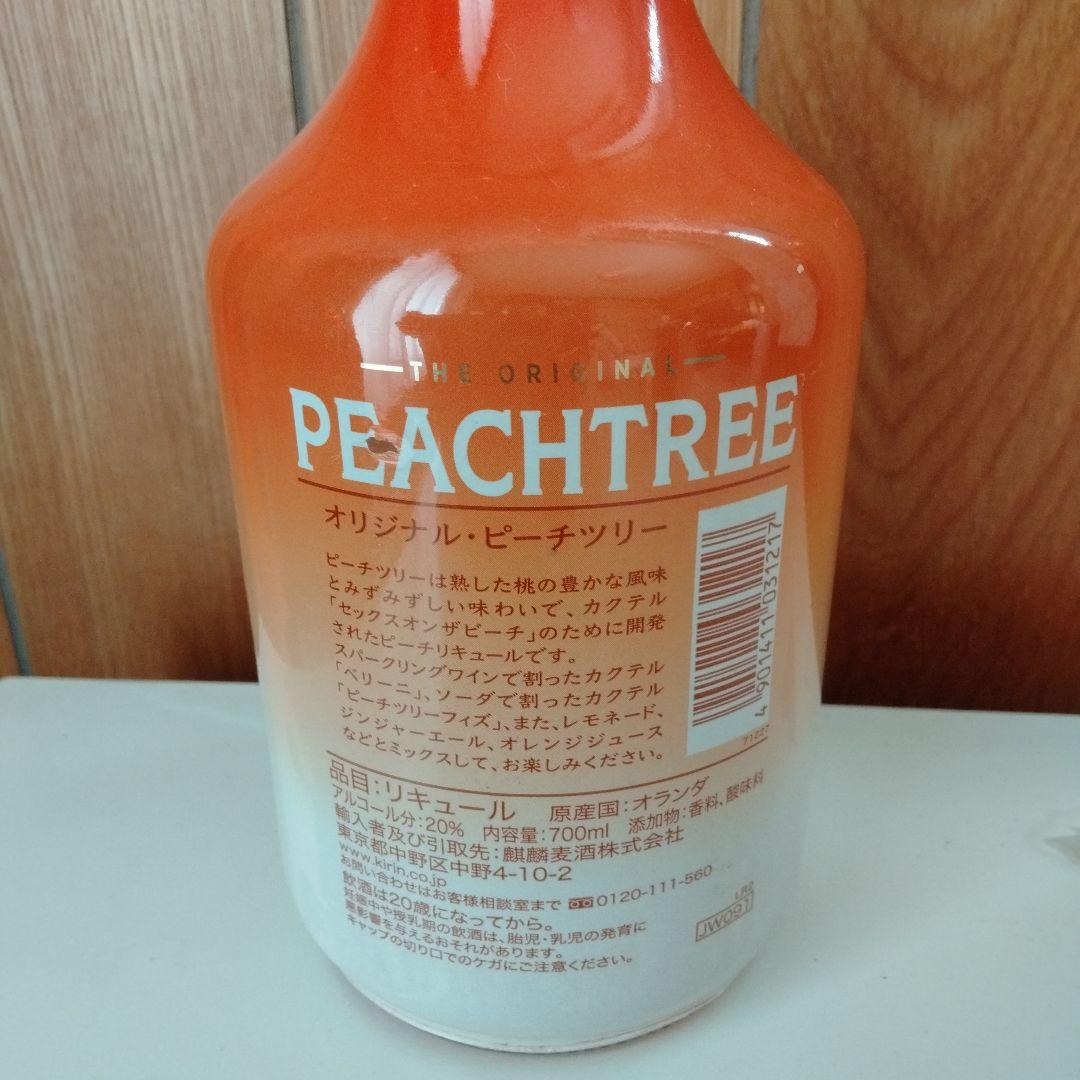 THE ORIGINAL
PEACHTREE
オリジナル・ピーチツリー
ピーチツリーは熟した桃の豊かな風味
とみずみずしい味わいで、カクテル
「セックスオンザビーチ」のために開発
されたピーチリキュールです。
スパークリングワインで割ったカクテル
「ベリーニ」、ソーダで割ったカクテル
「ピーチツリーフィズ」、また、レモネード、
ジンジャーエール、オレンジジュース
などとミックスして、お楽しみください。
4 901411 031217
71227
品目:リキュール 原産国:オランダ
アルコール分:20% 内容量:700ml 添加物:香料、酸味料
輸入者及び引取先:麒麟麦酒株式会社
東京都中野区中野4-10-2
www.kirin.co.jp
お問い合わせはお客様相談室まで 0120-111-560
飲酒は20歳になってから。
妊娠中や授乳期の飲酒は、胎児・乳児の発育に
悪影響を与えるおそれがあります。
キャップの切り口でのケガにご注意ください。
LR2
JW091